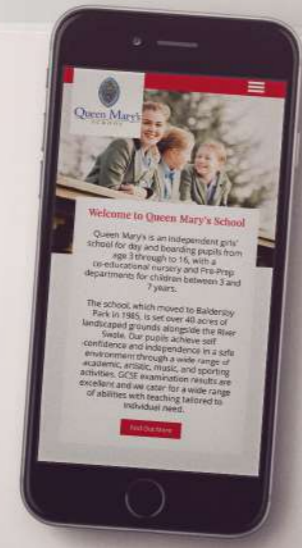 Queen Mary's
SCHOOL
Welcome to Queen Mary's School
Queen Mary's is an independent girls'
school for day and boarding pupils from
age 3 through to 16, with a
co-educational nursery and Pre-Prep
departments for children between 3 and
7 years.
The school, which moved to Baldersby
Park in 1985, is set over 40 acres of
landscaped grounds alongside the River
Swale. Our pupils achieve self
confidence and independence in a safe
environment through a wide range of
academic, artistic, music, and sporting
activities. GCSE examination results are
excellent and we cater for a wide range
of abilities with teaching tailored to
individual need.
Find Out More